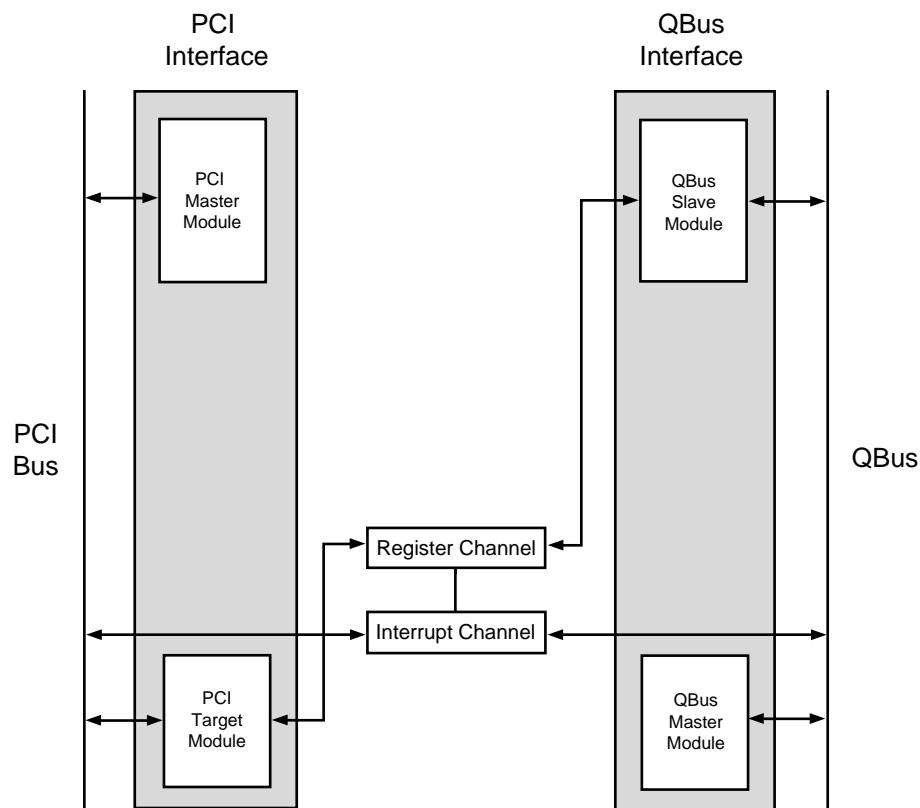 PCI
Interface
QBus
Interface
PCI
Master
Module
QBus
Slave
Module
PCI
Bus
QBus
Register Channel
Interrupt Channel
PCI
Target
Module
QBus
Master
Module